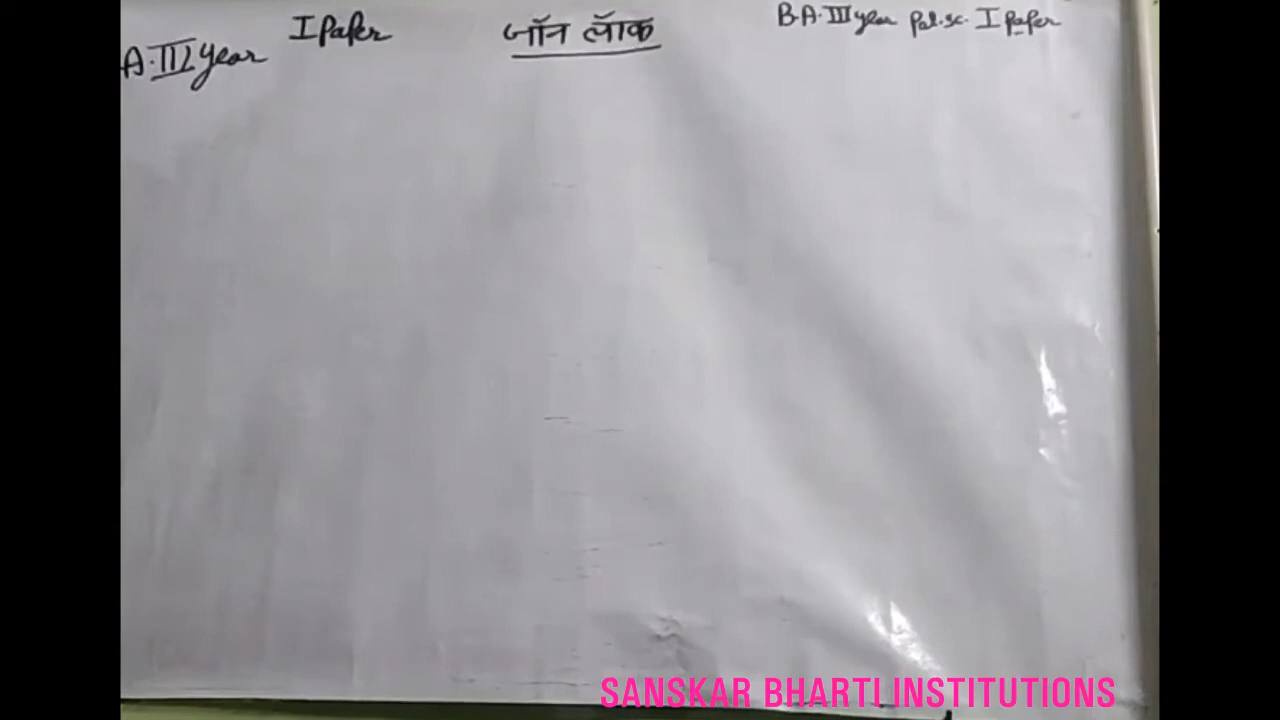 I Paper
जॉन लॅाक
B.A. III year Pol.sc. I Paper
A. III year
SANSKAR BHARTI INSTITUTIONS